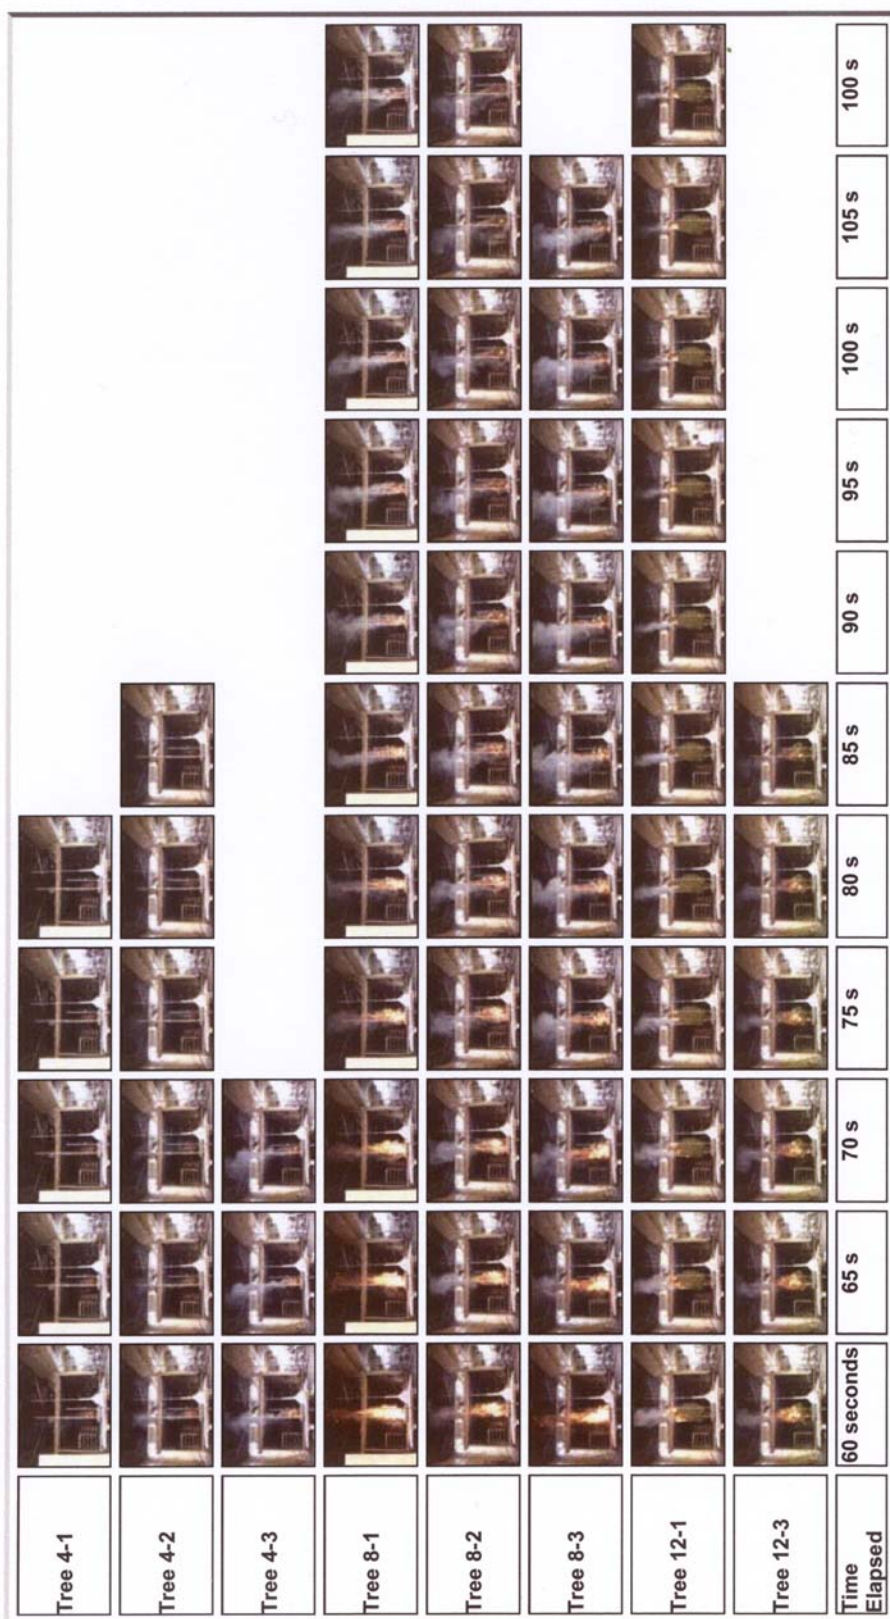 Tree 4-1
Tree 4-2
Tree 4-3
Tree 8-1
Tree 8-2
Tree 8-3
Tree 12-1
Tree 12-3
Time
Elapsed
60 seconds
65 s
70 s
75 s
80 s
85 s
90 s
95 s
100 s
105 s
100 s